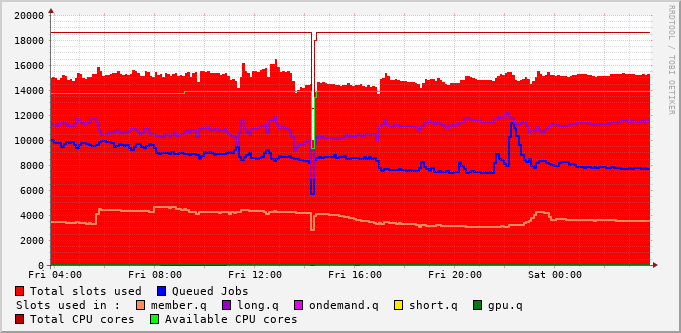 20000
18000
16000
14000
12000
10000
8000
6000
4000
2000
0
Fri 04:00 Fri 08:00 Fri 12:00 Fri 16:00 Fri 20:00 Sat 00:00
Total slots used Queued Jobs
Slots used in : member.q long.q ondemand.q short.q gpu.q
Total CPU cores Available CPU cores
RRDTOOL / TOBI OETIKER